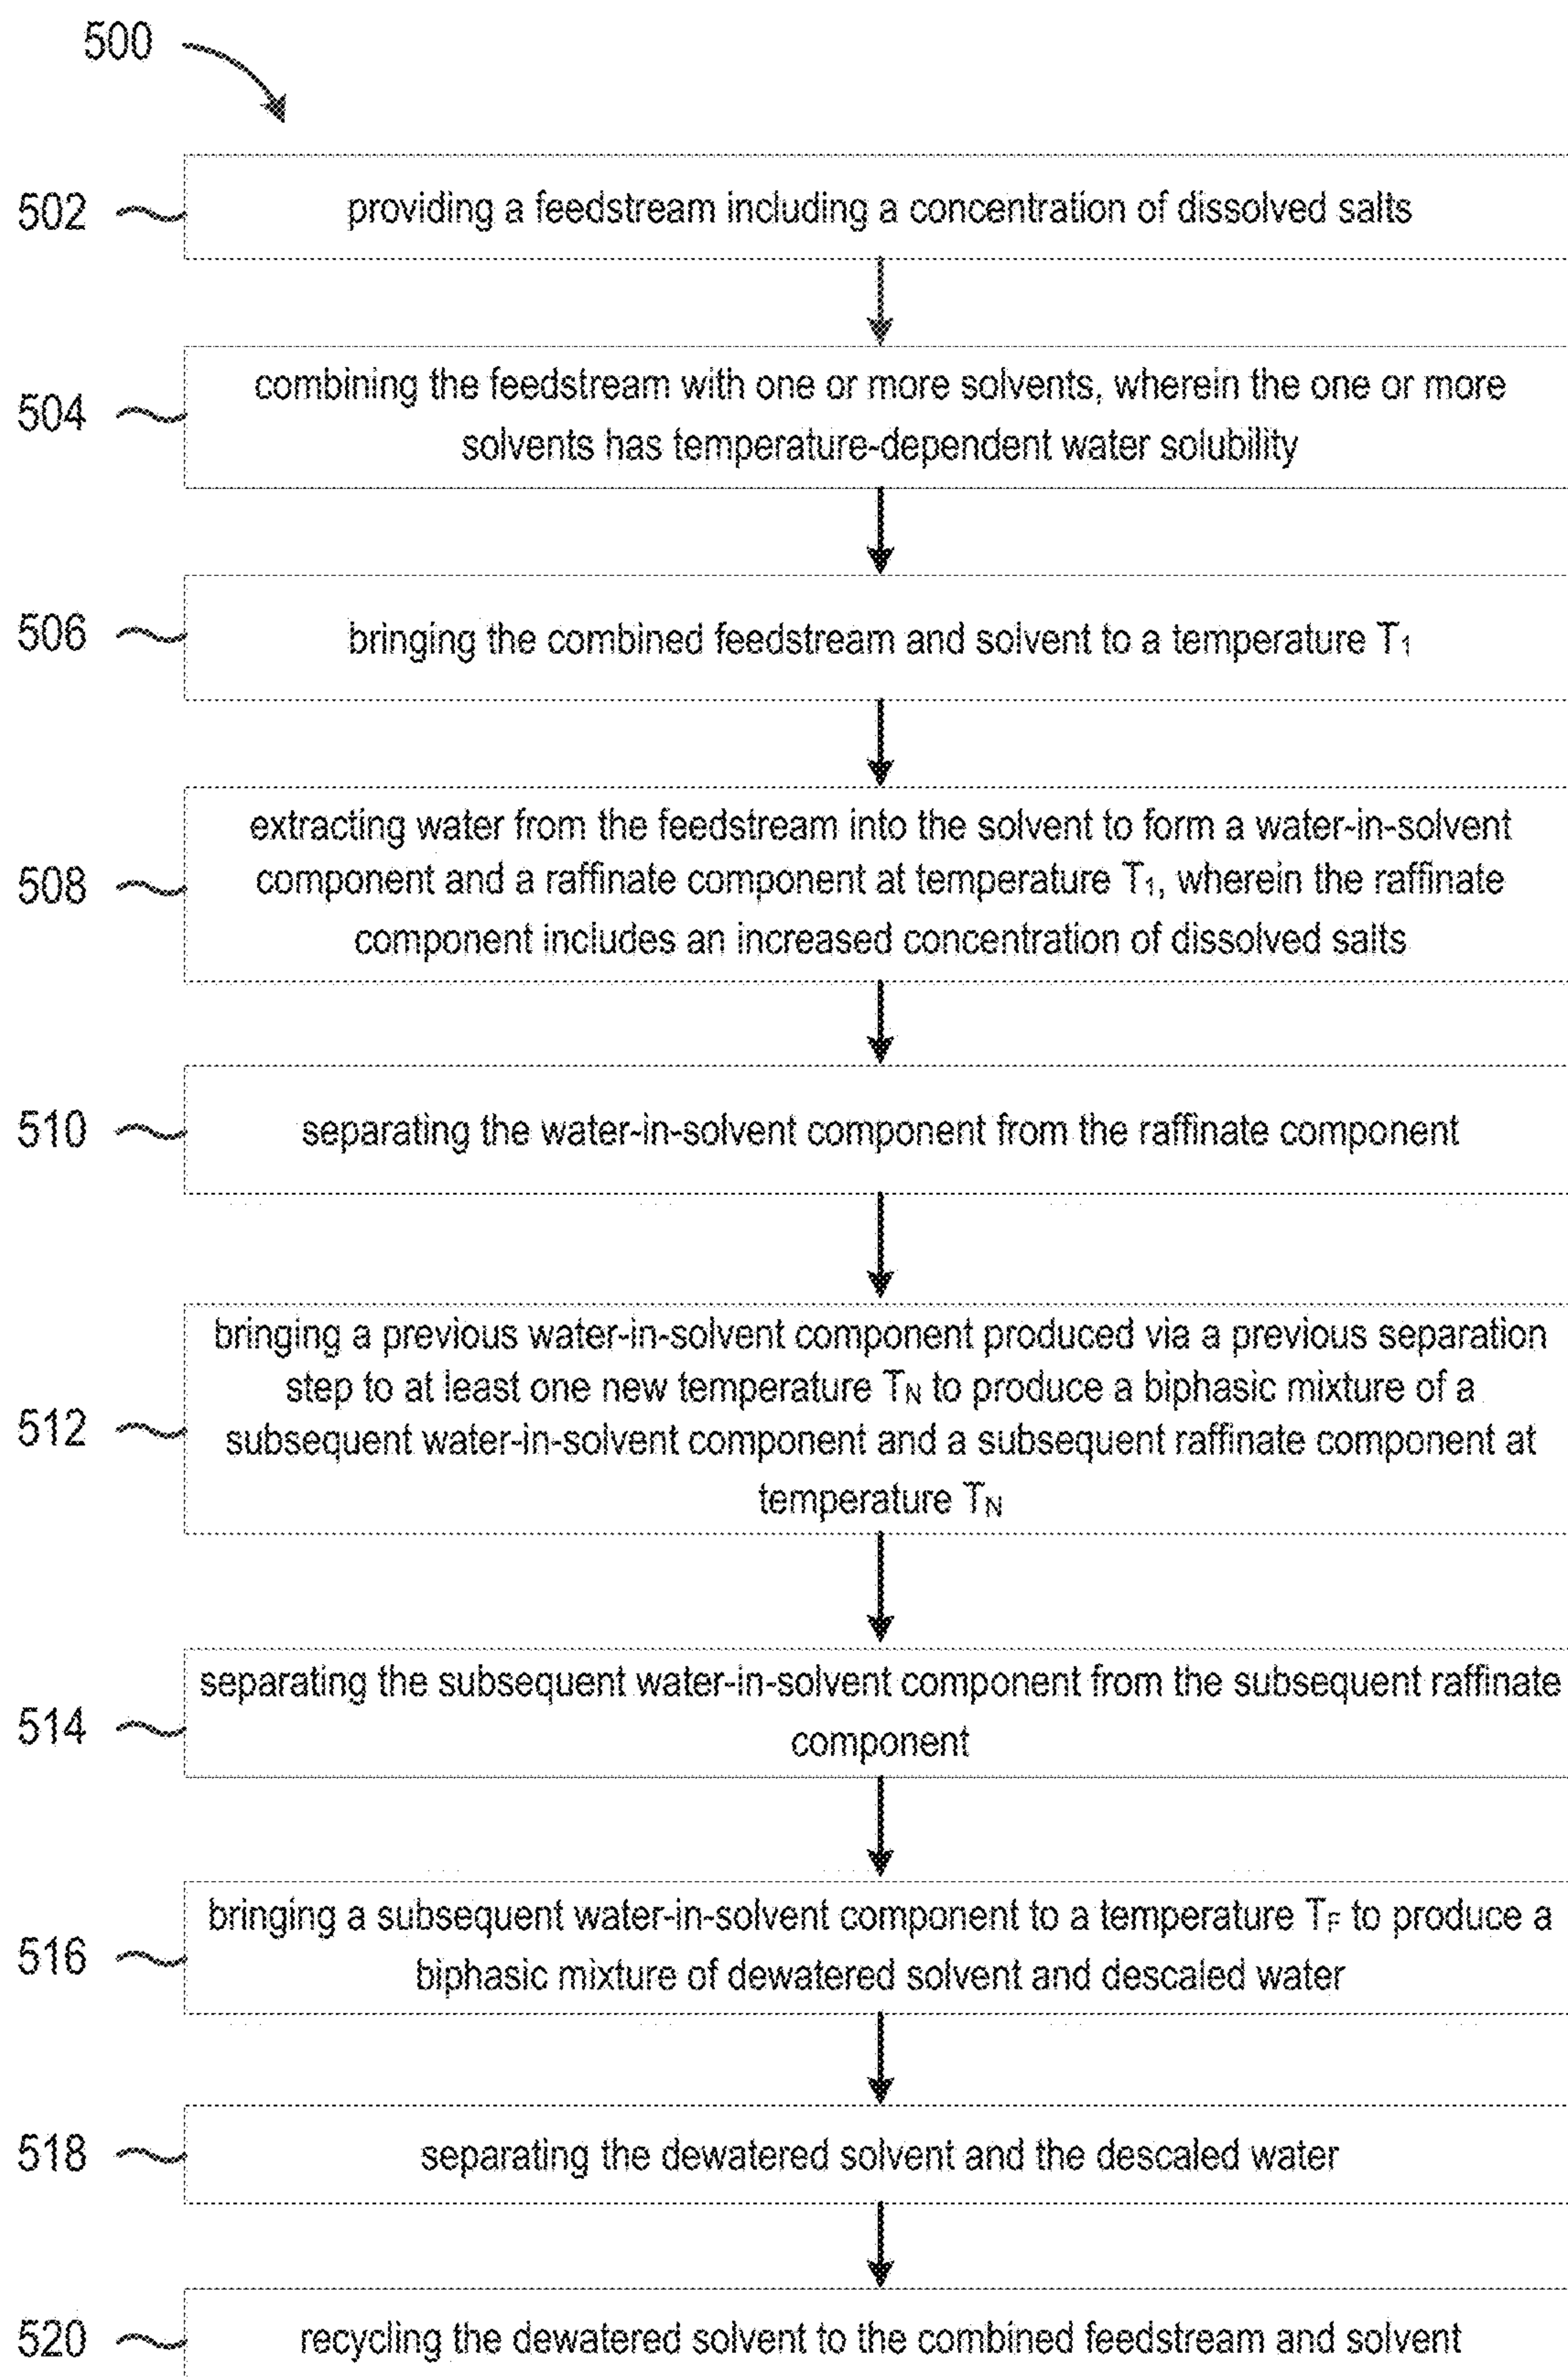 500
502
providing a feedstream including a concentration of dissolved salts
504
combining the feedstream with one or more solvents, wherein the one or more
solvents has temperature-dependent water solubility
506
bringing the combined feedstream and solvent to a temperature T₁
508
extracting water from the feedstream into the solvent to form a water-in-solvent
component and a raffinate component at temperature T₁, wherein the raffinate
component includes an increased concentration of dissolved salts
510
separating the water-in-solvent component from the raffinate component
512
bringing a previous water-in-solvent component produced via a previous separation
step to at least one new temperature Tɴ to produce a biphasic mixture of a
subsequent water-in-solvent component and a subsequent raffinate component at
temperature Tɴ
514
separating the subsequent water-in-solvent component from the subsequent raffinate
component
516
bringing a subsequent water-in-solvent component to a temperature TF to produce a
biphasic mixture of dewatered solvent and descaled water
518
separating the dewatered solvent and the descaled water
520
recycling the dewatered solvent to the combined feedstream and solvent